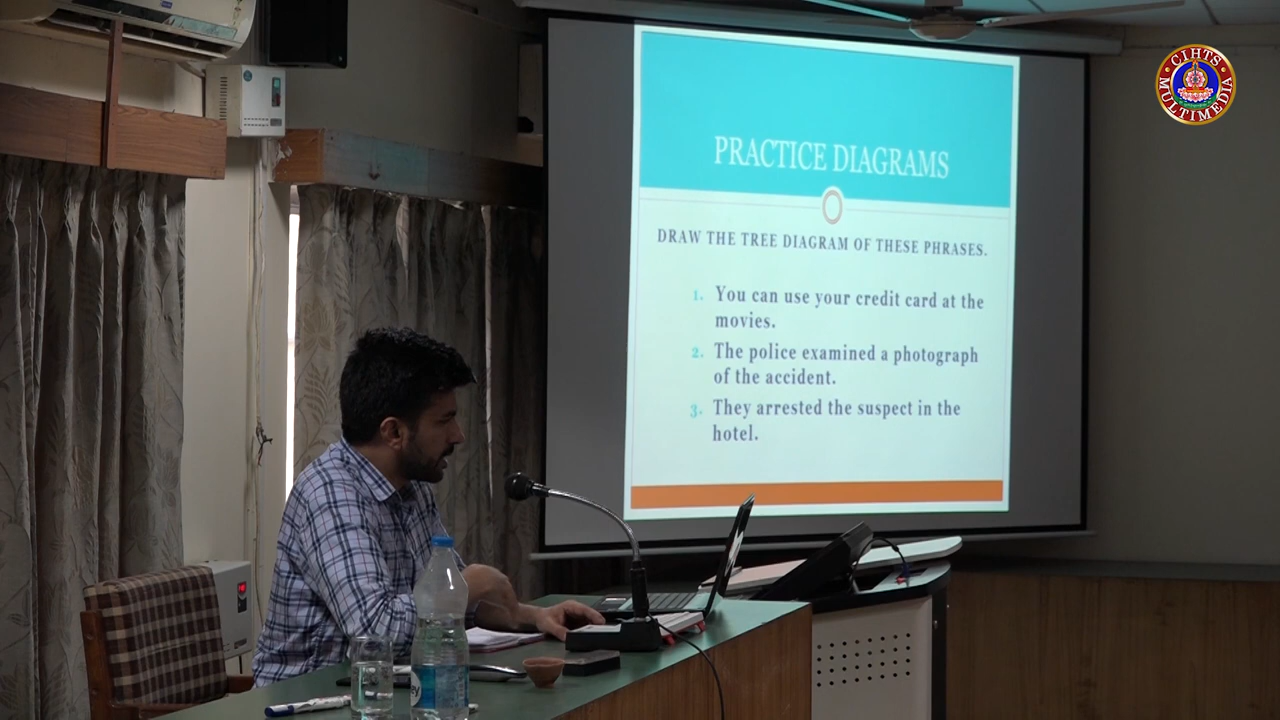 CIHTS
MULTIMEDIA
PRACTICE DIAGRAMS
DRAW THE TREE DIAGRAM OF THESE PHRASES.
1. You can use your credit card at the
movies.
2. The police examined a photograph
of the accident.
3. They arrested the suspect in the
hotel.